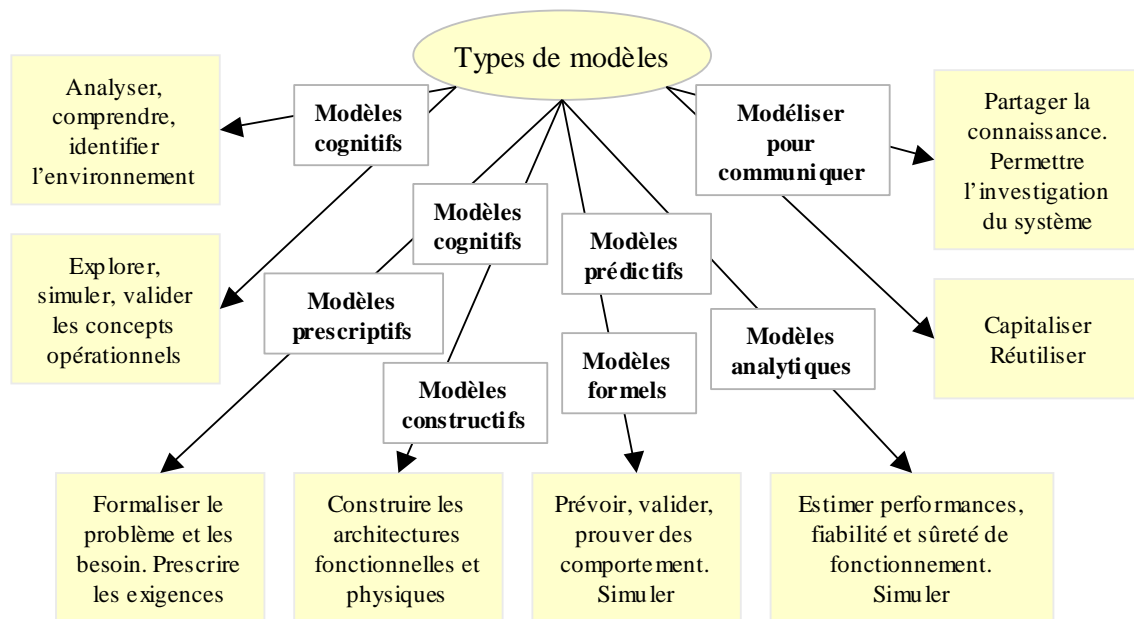 Types de modèles
Analyser,
comprendre,
identifier
l’environnement
Modèles
cognitifs
Modéliser
pour
communiquer
Partager la
connaissance.
Permettre
l’investigation
du système
Modèles
cognitifs
Modèles
prédictifs
Explorer,
simuler, valider
les concepts
opérationnels
Modèles
prescriptifs
Modèles
analytiques
Capitaliser
Réutiliser
Modèles
constructifs
Modèles
formels
Formaliser le
problème et les
besoin. Prescrire
les exigences
Construire les
architectures
fonctionnelles et
physiques
Prévoir, valider,
prouver des
comportement.
Simuler
Estimer performances,
fiabilité et sûreté de
fonctionnement.
Simuler